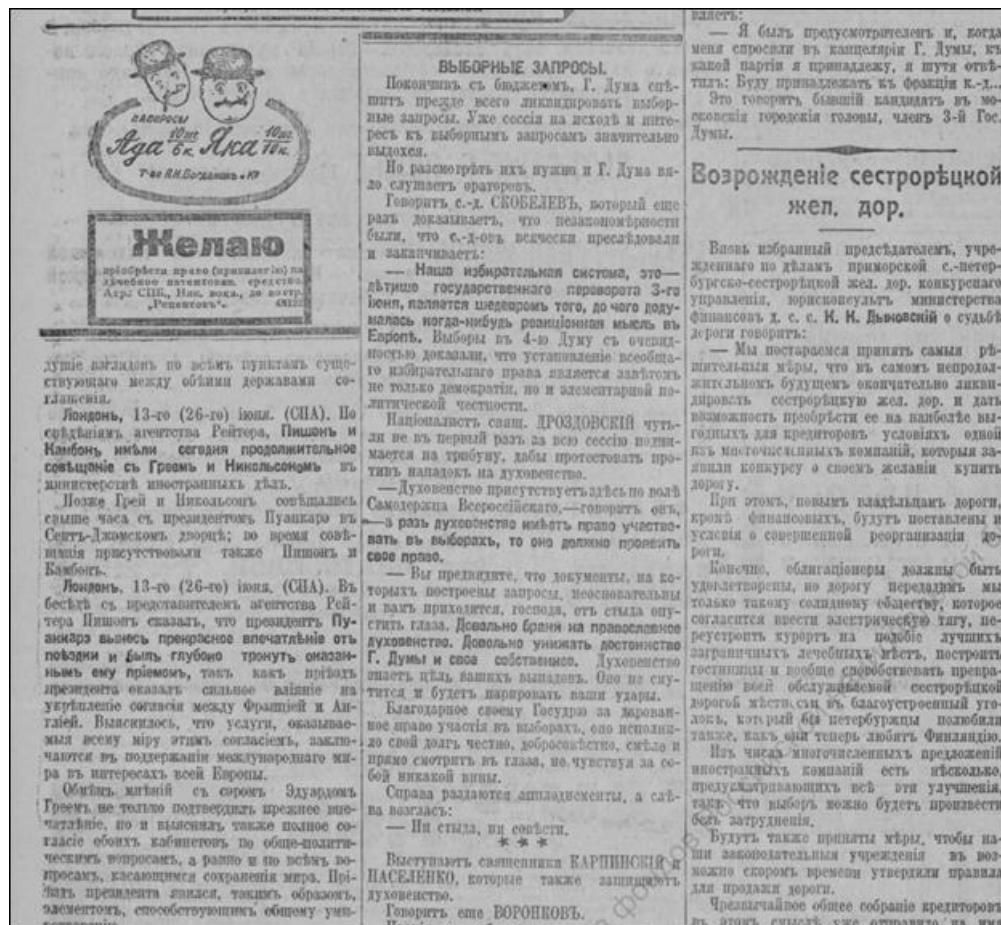 ПАПИРОСЫ
Ада 10 шт. 6 к. Яка 10 шт. 10 к.
Т-во А.Н. Богдановъ и К°
Желаю
пріобрѣсти право (привилегію) на
лѣчебное патентован. средство.
Адр.: СПБ., Ник. вокз., до востр.
„Рецептовъ“.
душіе взглядовъ по всѣмъ пунктамъ суще-
ствующаго между обѣими державами со-
глашенія.
Лондонъ, 13-го (26-го) іюня. (СПА). По
свѣдѣніямъ агентства Рейтера, Пишонъ и
Камбонъ имѣли сегодня продолжительное
совѣщаніе съ Греемъ и Никольсономъ въ
министерствѣ иностранныхъ дѣлъ.
Позже Грей и Никольсонъ совѣщались
свыше часа съ президентомъ Пуанкаре въ
Сентъ-Джемскомъ дворцѣ; во время совѣ-
щанія присутствовали также Пишонъ и
Камбонъ.
Лондонъ, 13-го (26-го) іюня. (СПА). Въ
бесѣдѣ съ представителемъ агентства Рей-
тера Пишонъ сказалъ, что президентъ Пу-
анкарэ вынесъ прекрасное впечатлѣніе отъ
поѣздки и былъ глубоко тронутъ оказан-
нымъ ему пріемомъ, такъ какъ пріѣздъ
президента оказалъ сильное вліяніе на
укрѣпленіе согласія между Франціей и Ан-
гліей. Выяснилось, что услуги, оказывае-
мыя всему міру этимъ согласіемъ, заклю-
чаются въ поддержаніи международнаго ми-
ра въ интересахъ всей Европы.
Обмѣнъ мнѣній съ сэромъ Эдуардомъ
Греемъ не только подтвердилъ прежнее впе-
чатлѣніе, но и выяснилъ также полное со-
гласіе обоихъ кабинетовъ по обще-полити-
ческимъ вопросамъ, а равно и по всѣмъ во-
просамъ, касающимся сохраненія мира. Прі-
ѣздъ президента явился, такимъ образомъ,
элементомъ, способствующимъ общему уми-
ВЫБОРНЫЕ ЗАПРОСЫ.
Покончивъ съ бюджетомъ, Г. Дума спѣ-
шитъ прежде всего ликвидировать выбор-
ные запросы. Уже сессія на исходѣ и инте-
ресъ къ выборнымъ запросамъ значительно
выдохся.
Но разсмотрѣть ихъ нужно и Г. Дума вя-
ло слушаетъ ораторовъ.
Говоритъ с.-д. СКОБЕЛЕВЪ, который еще
разъ доказываетъ, что незакономѣрности
были, что с.-д-овъ всячески преслѣдовали
и заканчиваетъ:
— Наша избирательная система, это—
дѣтище государственнаго переворота 3-го
іюня, является шедевромъ того, до чего доду-
малась когда-нибудь реакціонная мысль въ
Европѣ. Выборы въ 4-ю Думу съ очевид-
ностью доказали, что установленіе всеобща-
го избирательнаго права является завѣтомъ
не только демократіи, но и элементарной по-
литической честности.
Націоналистъ свящ. ДРОЗДОВСКІЙ чуть-
ли не въ первый разъ за всю сессію подни-
мается на трибуну, дабы протестовать про-
тивъ нападокъ на духовенство.
—Духовенство присутствуетъ здѣсь по волѣ
Самодержца Всероссійскаго,—говоритъ онъ,
—а разъ духовенство имѣетъ право участво-
вать въ выборахъ, то оно должно проявить
свое право.
— Вы предвидите, что документы, на ко-
торыхъ построены запросы, неосновательны
и вамъ приходится, господа, отъ стыда опу-
стить глаза. Довольно брани на православное
духовенство. Довольно унижать достоинство
Г. Думы и свое собственное. Духовенство
знаетъ цѣль вашихъ выпадовъ. Оно не сму-
тится и будетъ парировать ваши удары.
Благодарное своему Государю за дарован-
ное право участія въ выборахъ, оно исполни-
ло свой долгъ честно, добросовѣстно, смѣло и
прямо смотритъ въ глаза, не чувствуя за со-
бой никакой вины.
Справа раздаются апплодисменты, а слѣ-
ва возгласъ:
— Ни стыда, ни совѣсти.
* * *
Выступаютъ священники КАРПИНСКІЙ и
ПАСЕЛЕНКО, которые также защищаютъ
духовенство.
Говоритъ еще ВОРОНКОВЪ.
власть:
— Я былъ предусмотрителенъ и, когда
меня спросили въ канцеляріи Г. Думы, къ
какой партіи я принадлежу, я шутя отвѣ-
тилъ: Буду принадлежать къ фракціи к.-д...
Это говоритъ бывшій кандидатъ въ мо-
сковскія городскія головы, членъ 3-й Гос.
Думы.
Возрожденіе сестрорѣцкой
жел. дор.
Вновь избранный предсѣдателемъ, учре-
жденнаго по дѣламъ приморской с.-петер-
бургско-сестрорѣцкой жел. дор. конкурснаго
управленія, юрисконсультъ министерства
финансовъ д. с. с. К. К. Дыновскій о судьбѣ
дороги говоритъ:
— Мы постараемся принять самыя рѣ-
шительныя мѣры, что въ самомъ непродол-
жительномъ будущемъ окончательно ликви-
дировать сестрорѣцкую жел. дор. и дать
возможность пріобрѣсти ее на наиболѣе вы-
годныхъ для кредиторовъ условіяхъ одной
изъ многочисленныхъ компаній, которыя за-
явили конкурсу о своемъ желаніи купить
дорогу.
При этомъ, новымъ владѣльцамъ дороги,
кромѣ финансовыхъ, будутъ поставлены и
условія о совершенной реорганизаціи до-
роги.
Конечно, облигаціонеры должны быть
удовлетворены, но дорогу передадимъ мы
только такому солидному обществу, которое
согласится ввести электрическую тягу, пе-
реустроить курортъ на подобіе лучшихъ
заграничныхъ лечебныхъ мѣстъ, построить
гостиницы и вообще способствовать превра-
щенію всей обслуживаемой сестрорѣцкой
дорогой мѣстности въ благоустроенный уго-
локъ, который бы петербуржцы полюбили
также, какъ они теперь любятъ Финляндію.
Изъ числа многочисленныхъ предложеній
иностранныхъ компаній есть нѣсколько,
предусматривающихъ всѣ эти улучшенія,
такъ что выборъ можно будетъ произвести
безъ затрудненія.
Будутъ также приняты мѣры, чтобы на-
ши законодательныя учрежденія въ воз-
можно скоромъ времени утвердили правила
для продажи дороги.
Чрезвычайное общее собраніе кредиторовъ
въ этомъ смыслѣ уже отправило на имя